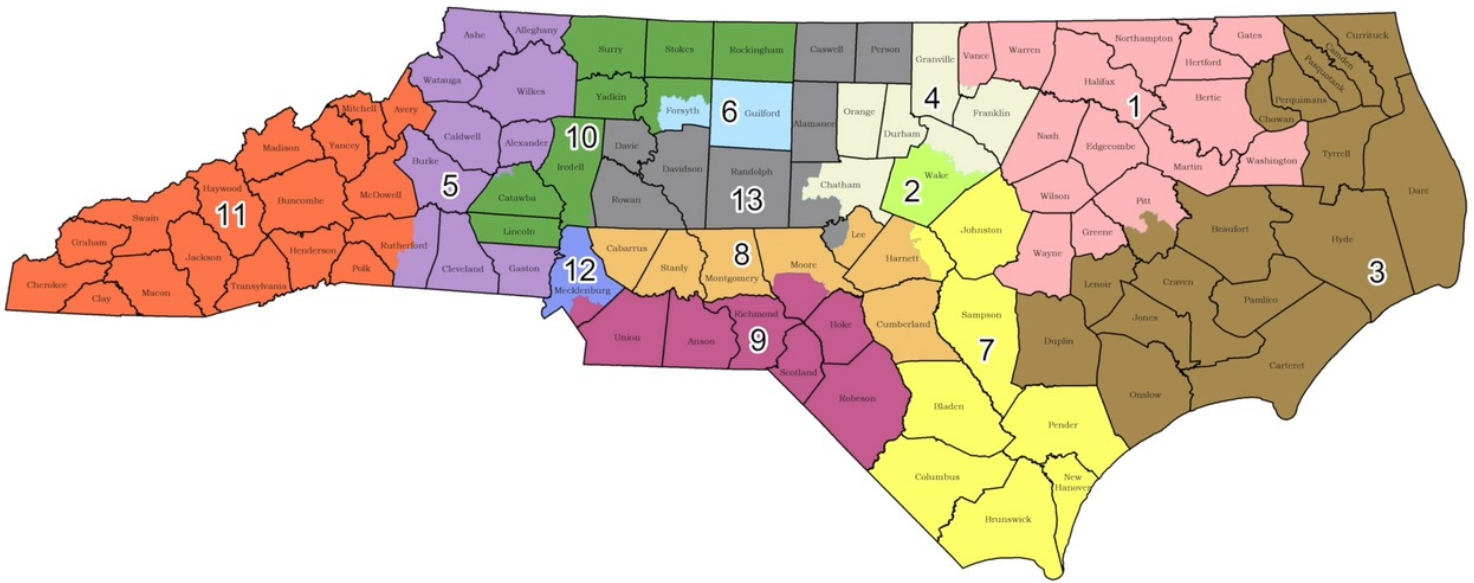 Ashe
Alleghany
Surry
Stokes
Rockingham
Caswell
Person
Granville
Vance
Warren
Northampton
Gates
Currituck
Camden
Pasquotank
Hertford
Halifax
Watauga
Wilkes
Yadkin
Forsyth
6
Guilford
4
1
Bertie
Perquimans
Chowan
Mitchell
Avery
Orange
Durham
Franklin
Alamance
Madison
Yancey
Caldwell
Alexander
10
Davie
Nash
Edgecombe
Burke
Iredell
Davidson
Randolph
Wake
Martin
Washington
Tyrrell
Dare
Haywood
Buncombe
McDowell
5
Catawba
Rowan
13
Chatham
2
Wilson
Pitt
11
Swain
Graham
Rutherford
Lincoln
Lee
Johnston
Greene
Beaufort
Hyde
Jackson
Henderson
Cabarrus
8
Harnett
Wayne
Polk
Cleveland
Gaston
12
Stanly
Montgomery
Moore
3
Cherokee
Clay
Macon
Transylvania
Mecklenburg
Lenoir
Craven
Pamlico
Richmond
Hoke
Cumberland
Sampson
Jones
Union
Anson
9
7
Duplin
Scotland
Carteret
Robeson
Bladen
Onslow
Pender
Columbus
New
Hanover
Brunswick